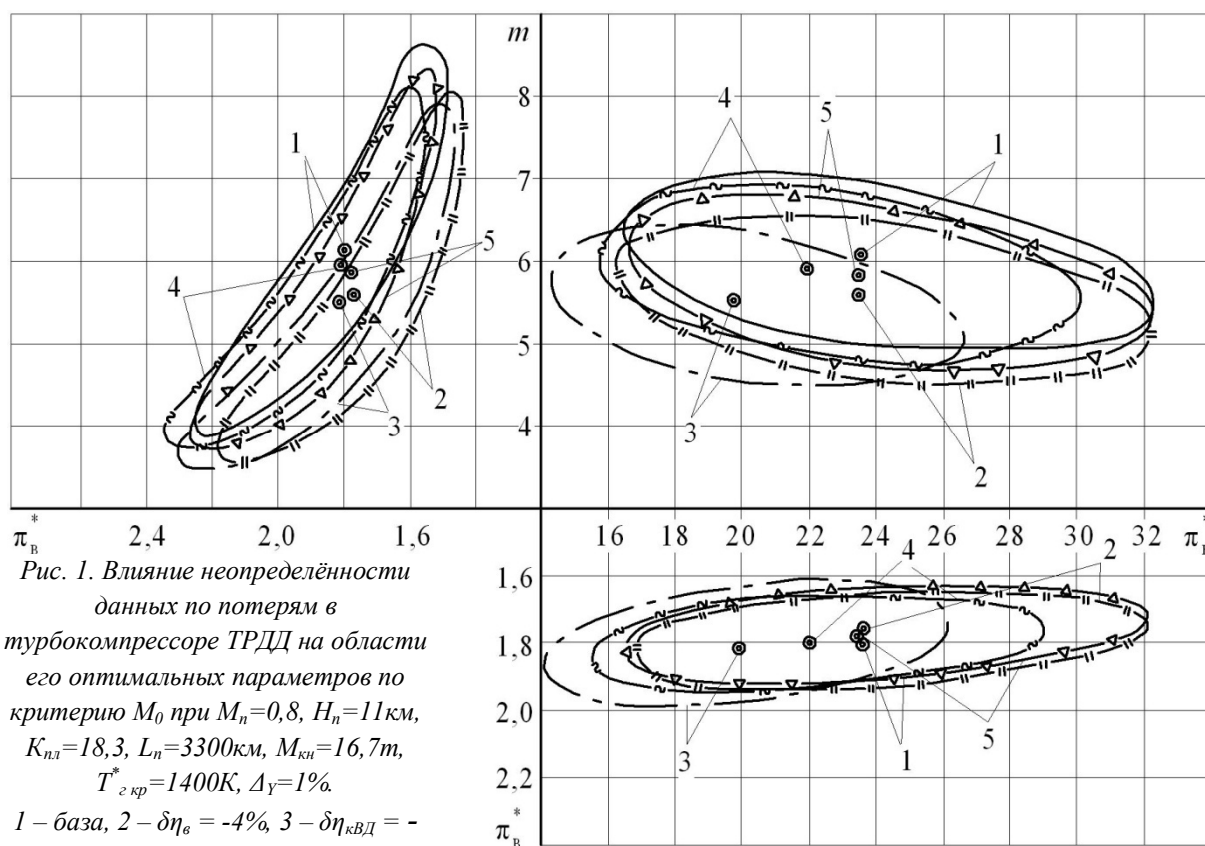 m
8
7
6
5
4
1
5
4
3
2
4
5
1
3
2
π*в 2,4 2,0 1,6
16 18 20 22 24 26 28 30 32 π*
4
2
1,6
1,8
2,0
2,2
π*в
3
1
5
Рис. 1. Влияние неопределённости
данных по потерям в
турбокомпрессоре ТРДД на области
его оптимальных параметров по
критерию М₀ при Мп=0,8, Нп=11км,
Кпл=18,3, Lп=3300км, Мкн=16,7т,
Т*г кр=1400К, ΔY=1%.
1 – база, 2 – δηв = -4%, 3 – δηкВД = -